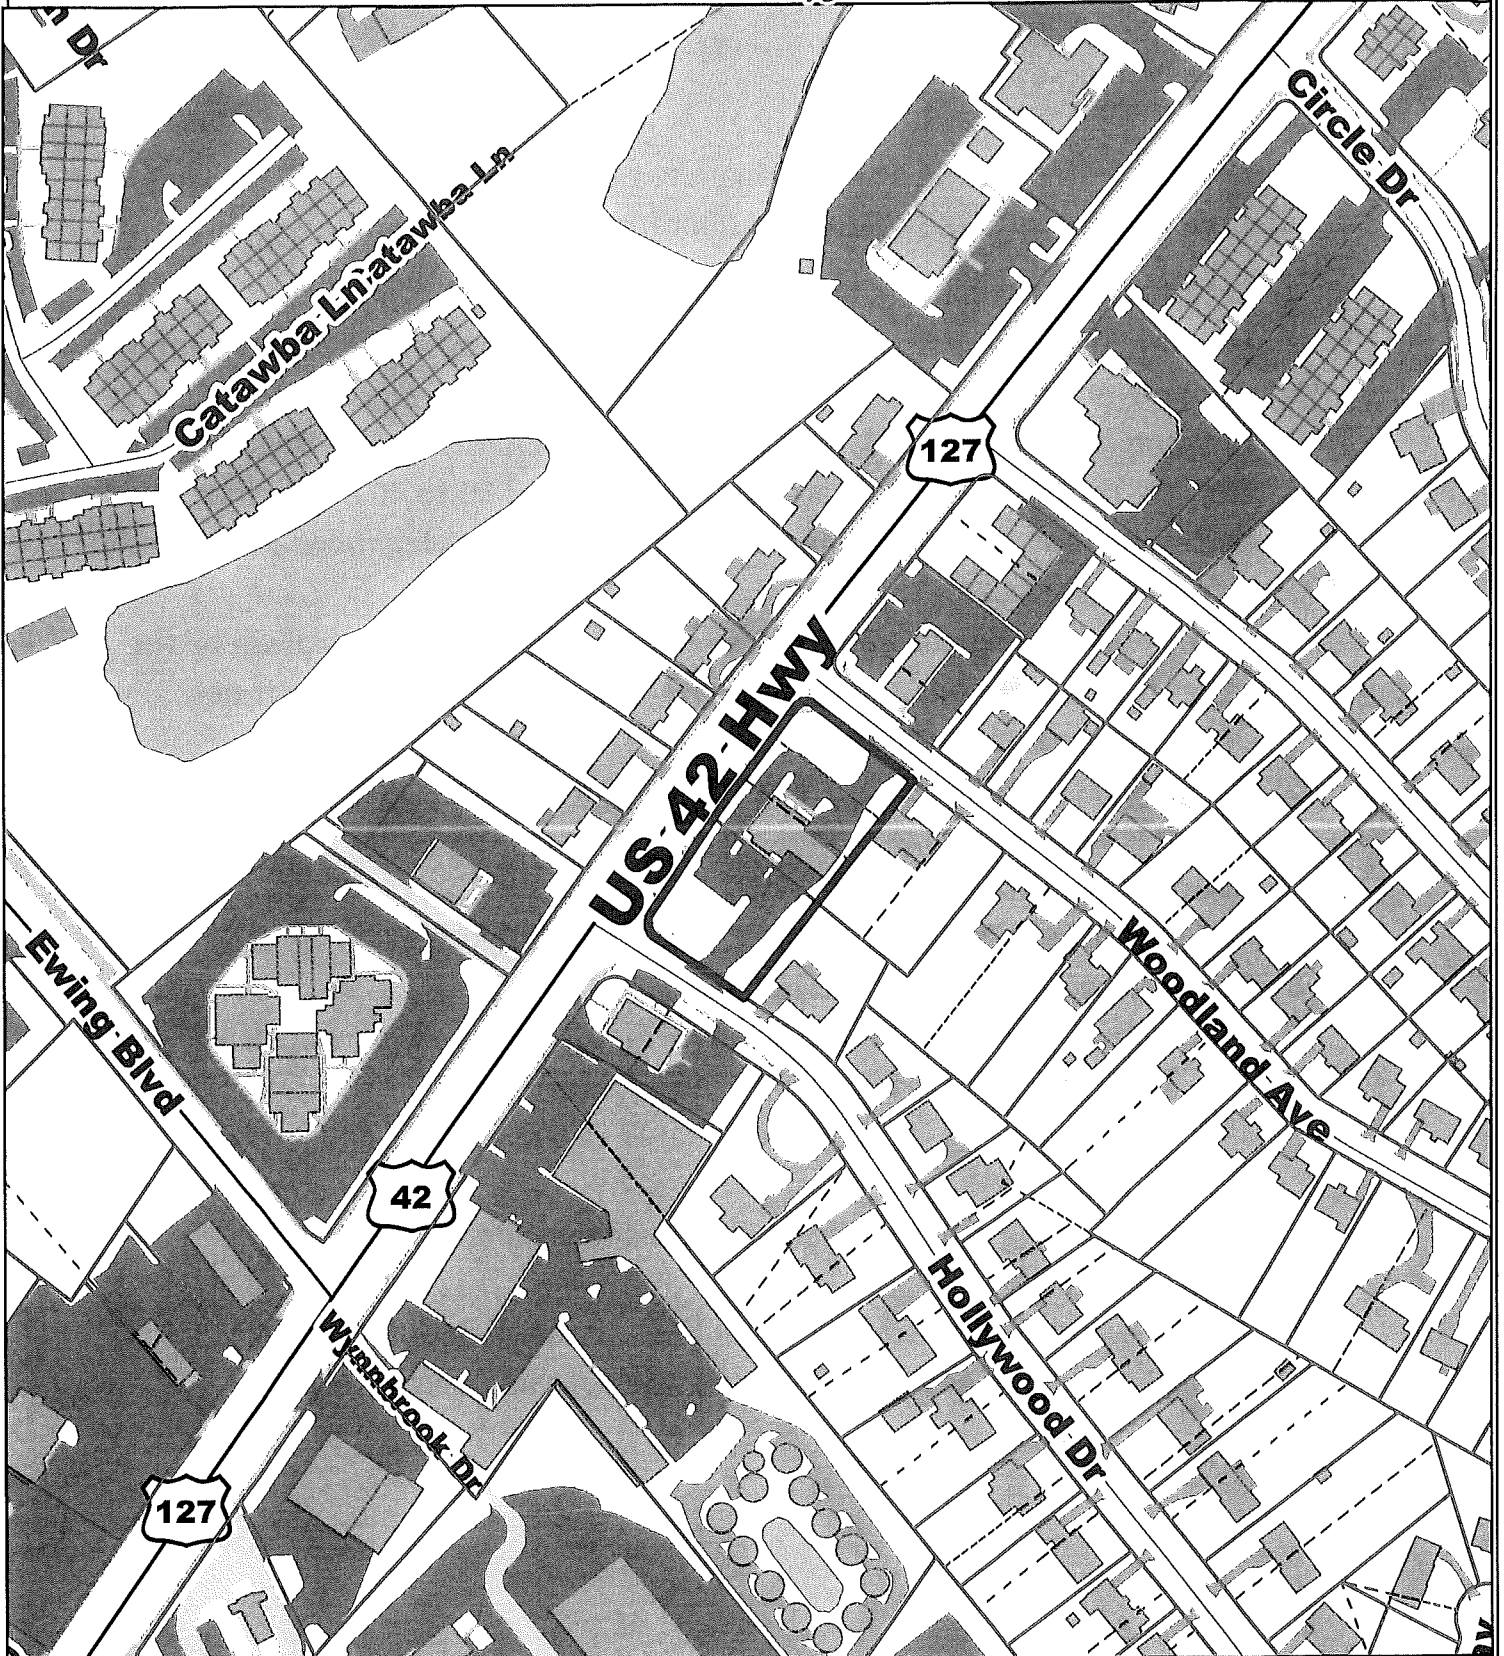 Dr
Circle Dr
Catawba Ln
Catawba Ln
127
US 42 Hwy
Ewing Blvd
Woodland Ave
42
Hollywood Dr
Wynnbrook Dr
127